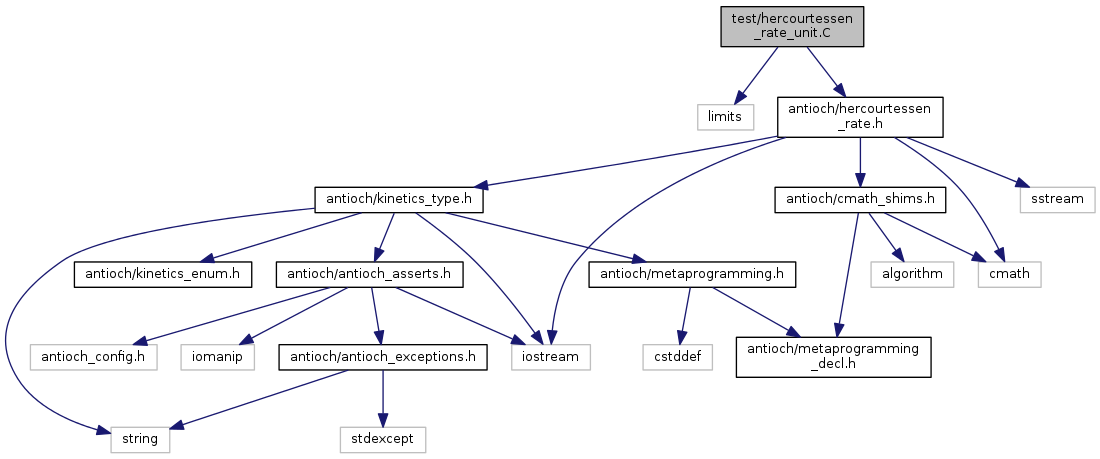 test/hercourtessen
_rate_unit.C
limits
antioch/hercourtessen
_rate.h
antioch/kinetics_type.h
antioch/cmath_shims.h
sstream
antioch/kinetics_enum.h
antioch/antioch_asserts.h
antioch/metaprogramming.h
algorithm
cmath
antioch_config.h
iomanip
antioch/antioch_exceptions.h
iostream
cstddef
antioch/metaprogramming
_decl.h
string
stdexcept